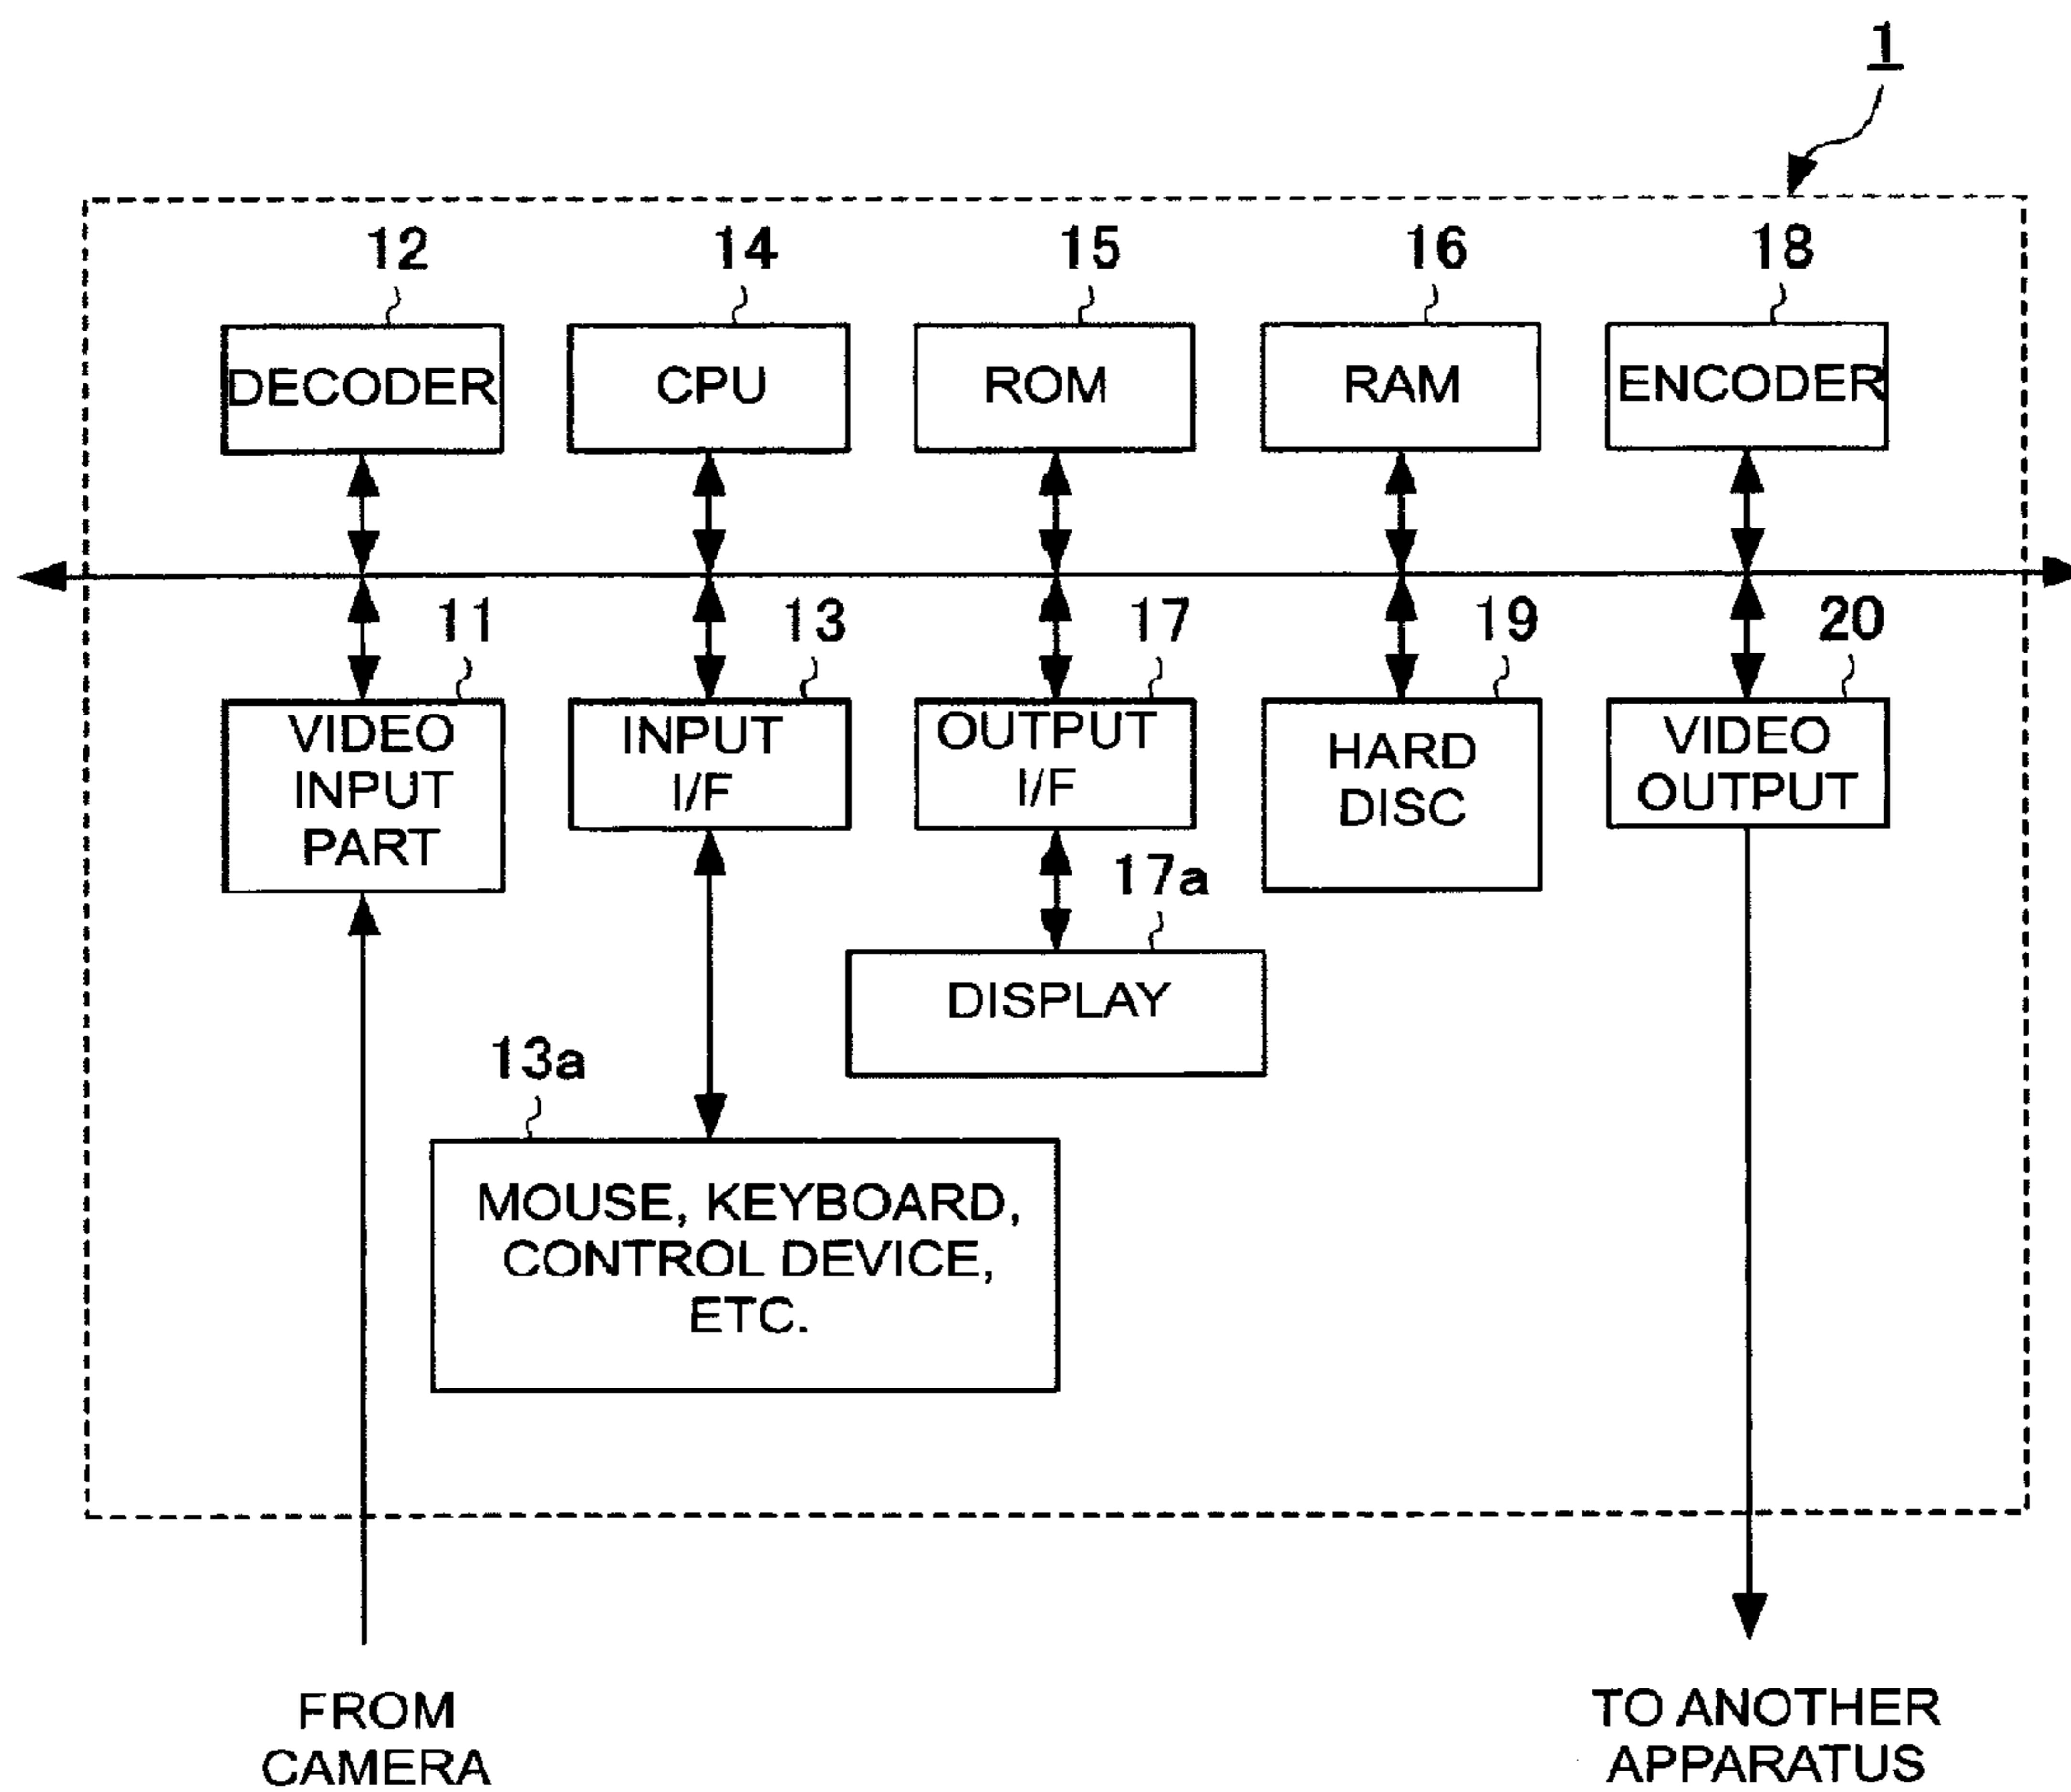 1
12
14
15
16
18
DECODER
CPU
ROM
RAM
ENCODER
11
13
17
19
20
VIDEO
INPUT
PART
INPUT
I/F
OUTPUT
I/F
HARD
DISC
VIDEO
OUTPUT
17a
DISPLAY
13a
MOUSE, KEYBOARD,
CONTROL DEVICE,
ETC.
FROM
CAMERA
TO ANOTHER
APPARATUS